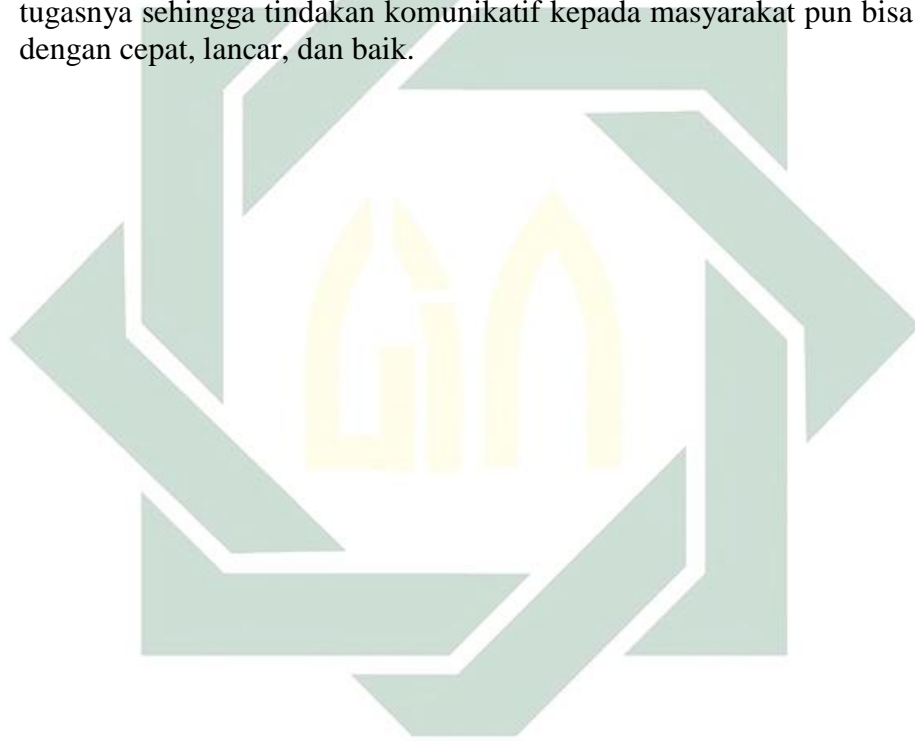 tugasnya sehingga tindakan komunikatif kepada masyarakat pun bisa
dengan cepat, lancar, dan baik.